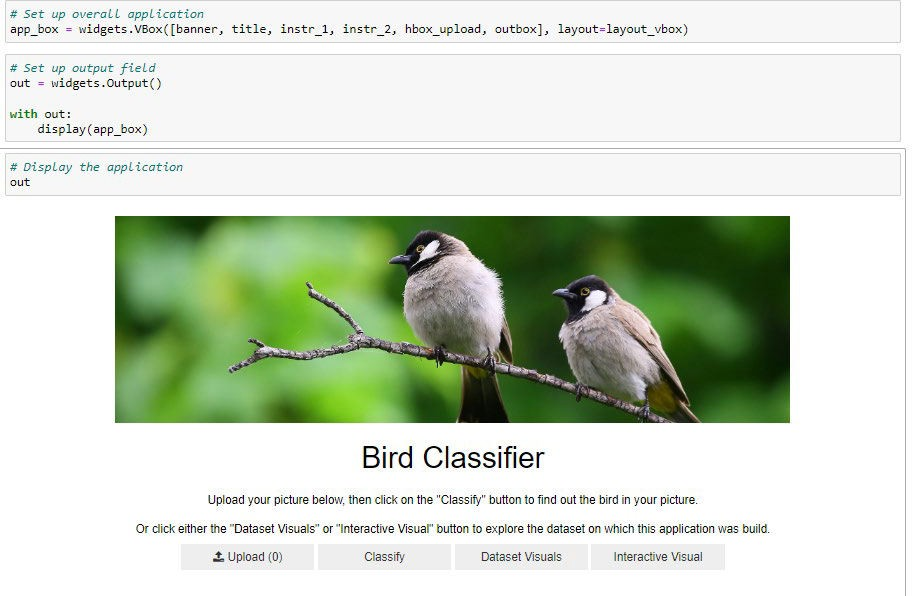 # Set up overall application
app_box = widgets.VBox([banner, title, instr_1, instr_2, hbox_upload, outbox], layout=layout_vbox)
# Set up output field
out = widgets.Output()
with out:
    display(app_box)
# Display the application
out
Bird Classifier
Upload your picture below, then click on the "Classify" button to find out the bird in your picture.
Or click either the "Dataset Visuals" or "Interactive Visual" button to explore the dataset on which this application was build.
Upload (0) Classify Dataset Visuals Interactive Visual